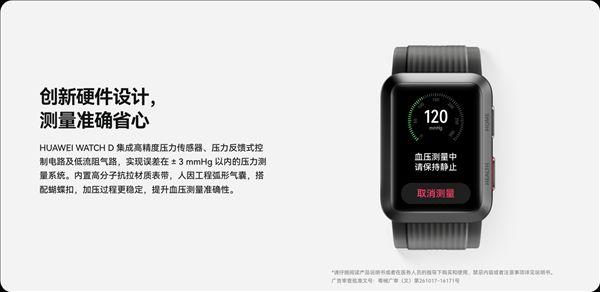 创新硬件设计，
测量准确省心
HUAWEI WATCH D 集成高精度压力传感器、压力反馈式控
制电路及低流阻气路，实现误差在 ± 3 mmHg 以内的压力测
量系统。内置高分子抗拉材质表带，人因工程弧形气囊，搭
配蝴蝶扣，加压过程更稳定，提升血压测量准确性。
120
mmHg
血压测量中
请保持静止
取消测量
HOME
HEALTH
*请仔细阅读产品说明书或者在医务人员的指导下购买和使用，禁忌内容或者注意事项详见说明书。
广告审查批准文号：粤械广审（文）第261017-16171号